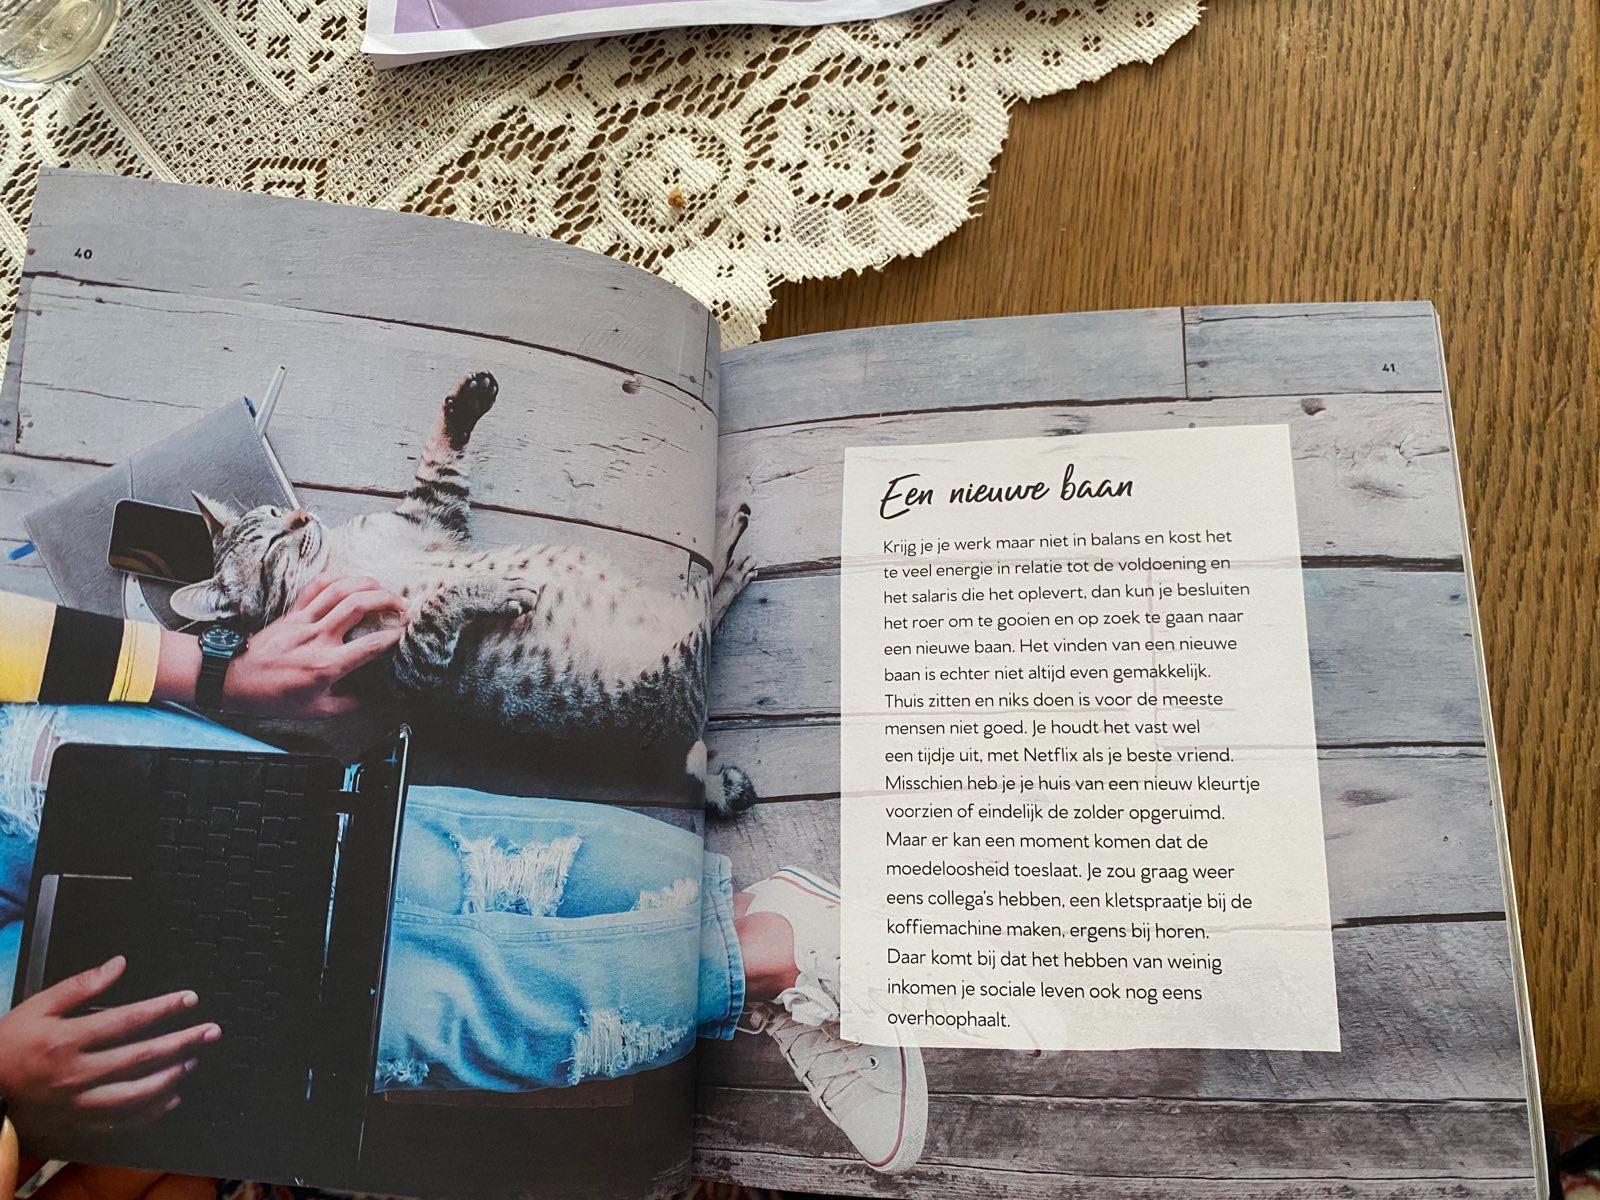 40
41
Een nieuwe baan
Krijg je je werk maar niet in balans en kost het
te veel energie in relatie tot de voldoening en
het salaris die het oplevert, dan kun je besluiten
het roer om te gooien en op zoek te gaan naar
een nieuwe baan. Het vinden van een nieuwe
baan is echter niet altijd even gemakkelijk.
Thuis zitten en niks doen is voor de meeste
mensen niet goed. Je houdt het vast wel
een tijdje uit, met Netflix als je beste vriend.
Misschien heb je je huis van een nieuw kleurtje
voorzien of eindelijk de zolder opgeruimd.
Maar er kan een moment komen dat de
moedeloosheid toeslaat. Je zou graag weer
eens collega's hebben, een kletspraatje bij de
koffiemachine maken, ergens bij horen.
Daar komt bij dat het hebben van weinig
inkomen je sociale leven ook nog eens
overhoophaalt.